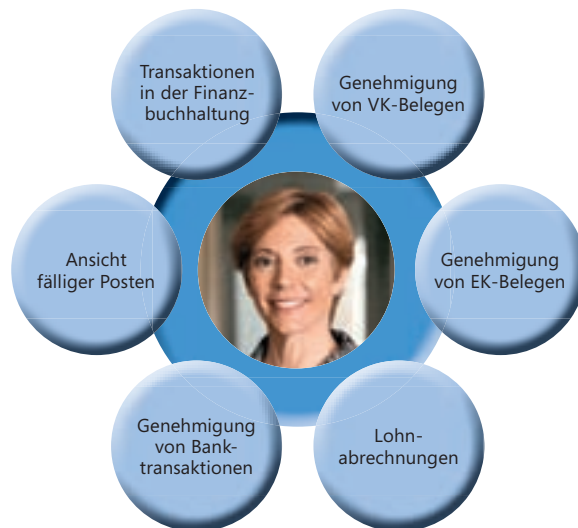 Transaktionen
in der Finanz-
buchhaltung
Genehmigung
von VK-Belegen
Ansicht
fälliger Posten
Genehmigung
von EK-Belegen
Genehmigung
von Bank-
transaktionen
Lohn-
abrechnungen